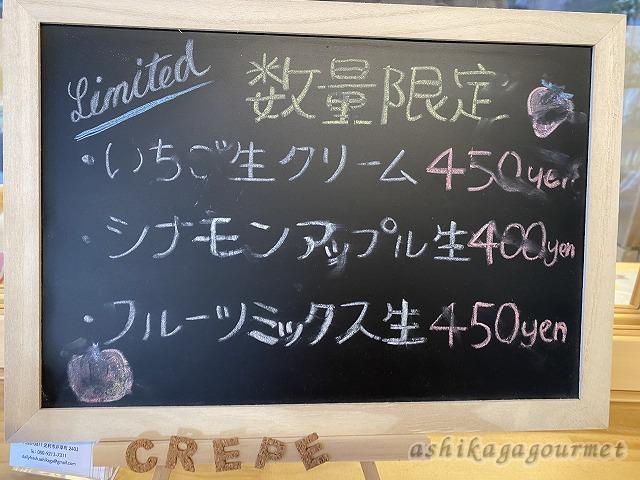 Limited 数量限定
・いちご生クリーム 450yen
・シナモンアップル生 400yen
・フルーツミックス生 450yen
CREPE
ashikagagourmet